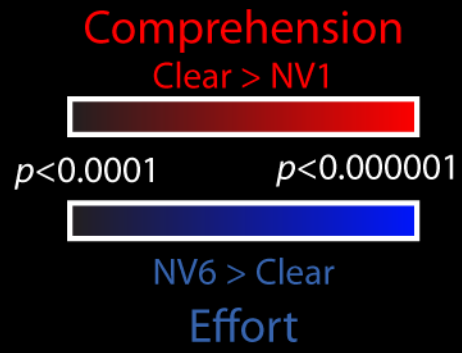 Comprehension
Clear > NV1
p<0.0001 p<0.000001
NV6 > Clear
Effort